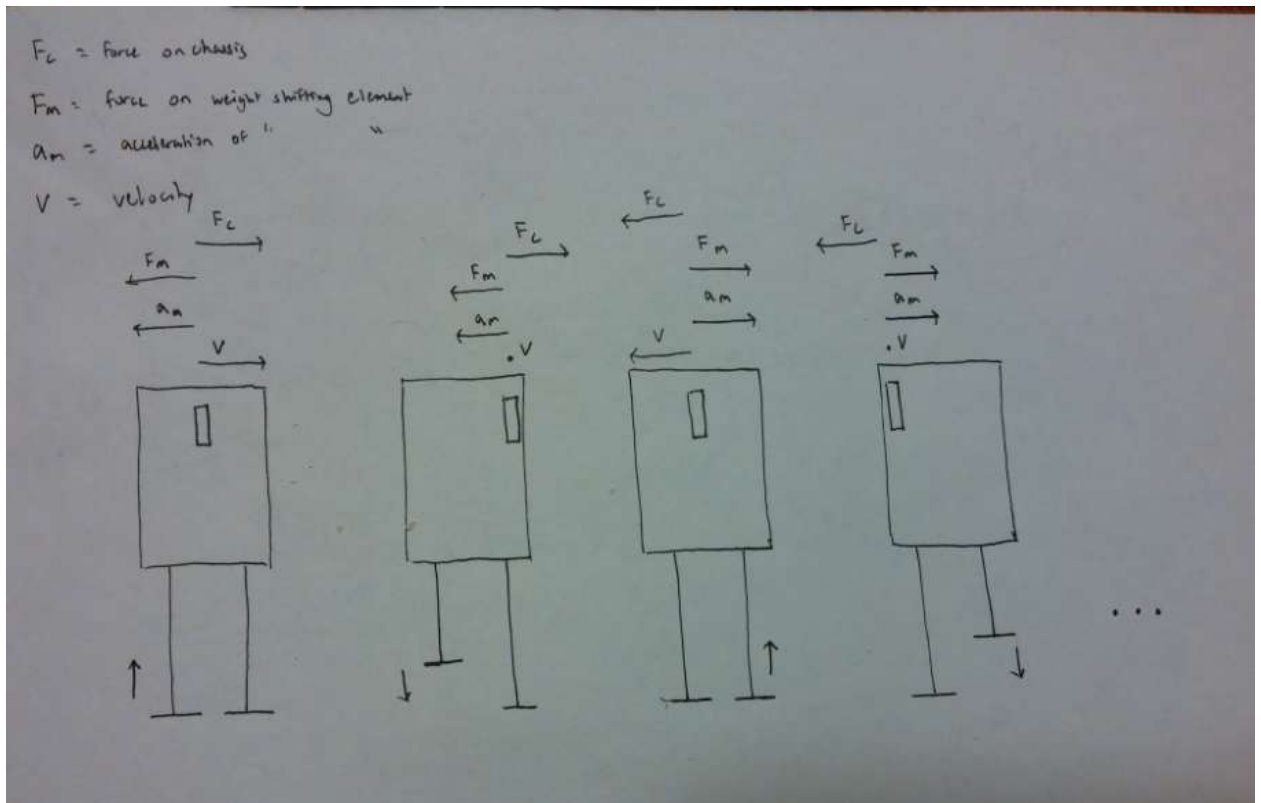 Fc = force on chassis
Fm = force on weight shifting element
am = acceleration of " "
V = velocity
Fc
Fm
am
V
Fc
Fm
am
V
Fc
Fm
am
V
Fc
Fm
am
V
...